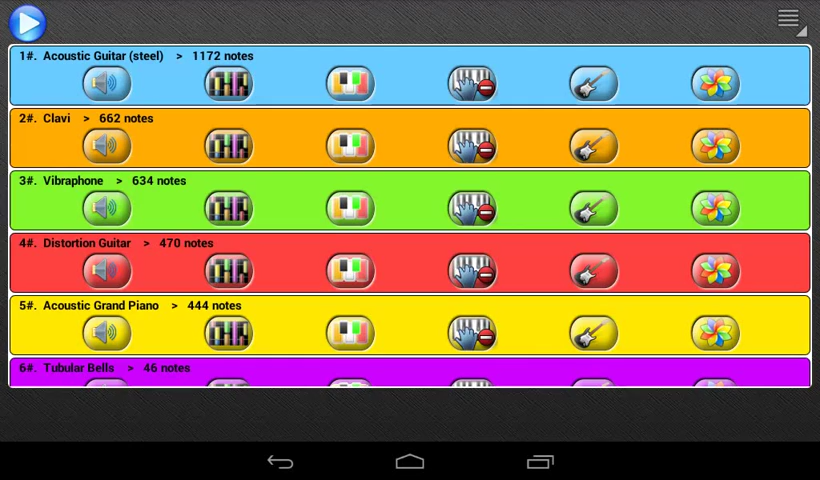 1#. Acoustic Guitar (steel) > 1172 notes
2#. Clavi > 662 notes
3#. Vibraphone > 634 notes
4#. Distortion Guitar > 470 notes
5#. Acoustic Grand Piano > 444 notes
6#. Tubular Bells > 46 notes